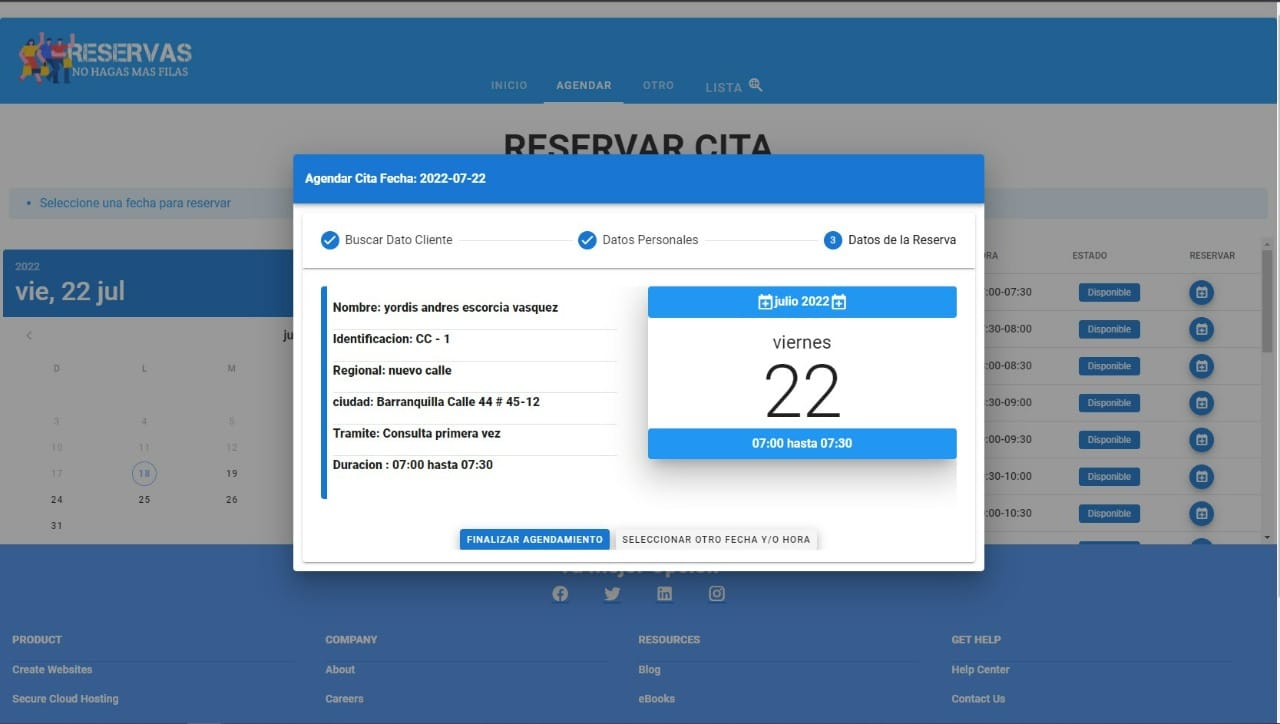 RESERVAS
NO HAGAS MAS FILAS
INICIO
AGENDAR
OTRO
LISTA
RESERVAR CITA
Agendar Cita Fecha: 2022-07-22
• Seleccione una fecha para reservar
Buscar Dato Cliente
Datos Personales
3 Datos de la Reserva
2022
vie, 22 jul
ju
D L M
3 4 5
10 11 12
17 18 19
24 25 26
31
Nombre: yordis andres escorcia vasquez
Identificacion: CC - 1
Regional: nuevo calle
ciudad: Barranquilla Calle 44 # 45-12
Tramite: Consulta primera vez
Duracion : 07:00 hasta 07:30
julio 2022
viernes
22
07:00 hasta 07:30
FINALIZAR AGENDAMIENTO
SELECCIONAR OTRO FECHA Y/O HORA
RA ESTADO RESERVAR
:00-07:30 Disponible
:30-08:00 Disponible
:00-08:30 Disponible
:30-09:00 Disponible
:00-09:30 Disponible
:30-10:00 Disponible
:00-10:30 Disponible
PRODUCT
Create Websites
Secure Cloud Hosting
COMPANY
About
Careers
RESOURCES
Blog
eBooks
GET HELP
Help Center
Contact Us